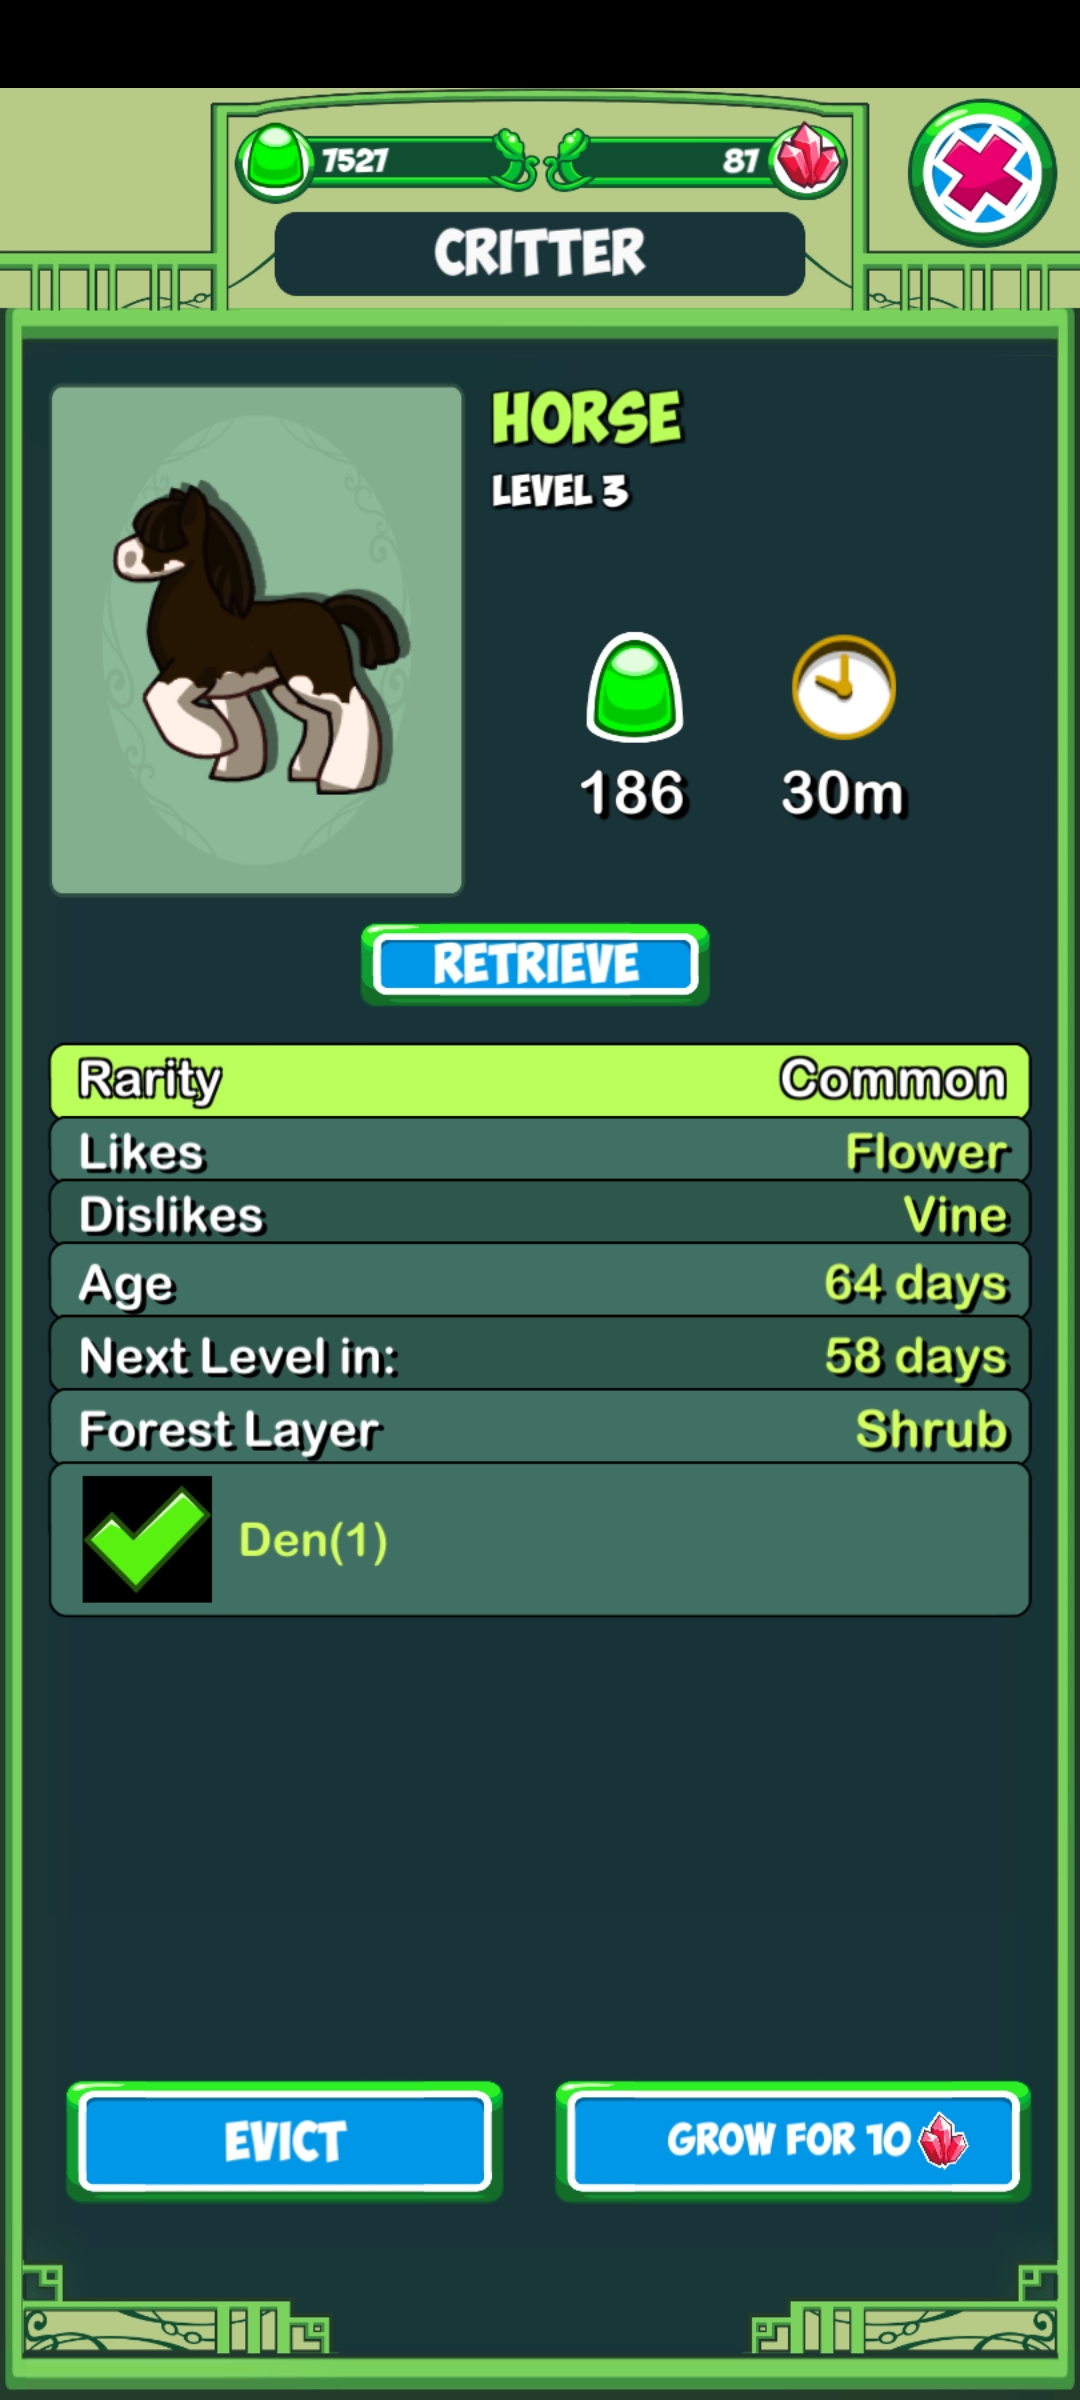 7527 87
CRITTER
HORSE
LEVEL 3
186 30m
RETRIEVE
Rarity Common
Likes Flower
Dislikes Vine
Age 64 days
Next Level in: 58 days
Forest Layer Shrub
Den(1)
EVICT GROW FOR 10